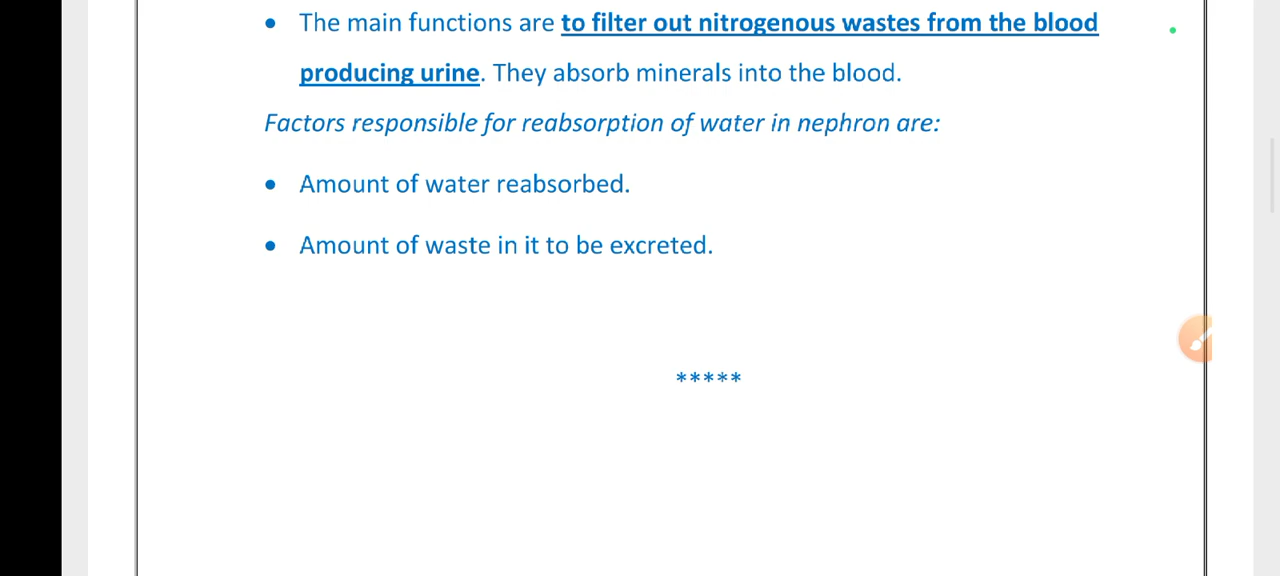 • The main functions are to filter out nitrogenous wastes from the blood
producing urine. They absorb minerals into the blood.
Factors responsible for reabsorption of water in nephron are:
• Amount of water reabsorbed.
• Amount of waste in it to be excreted.
*****